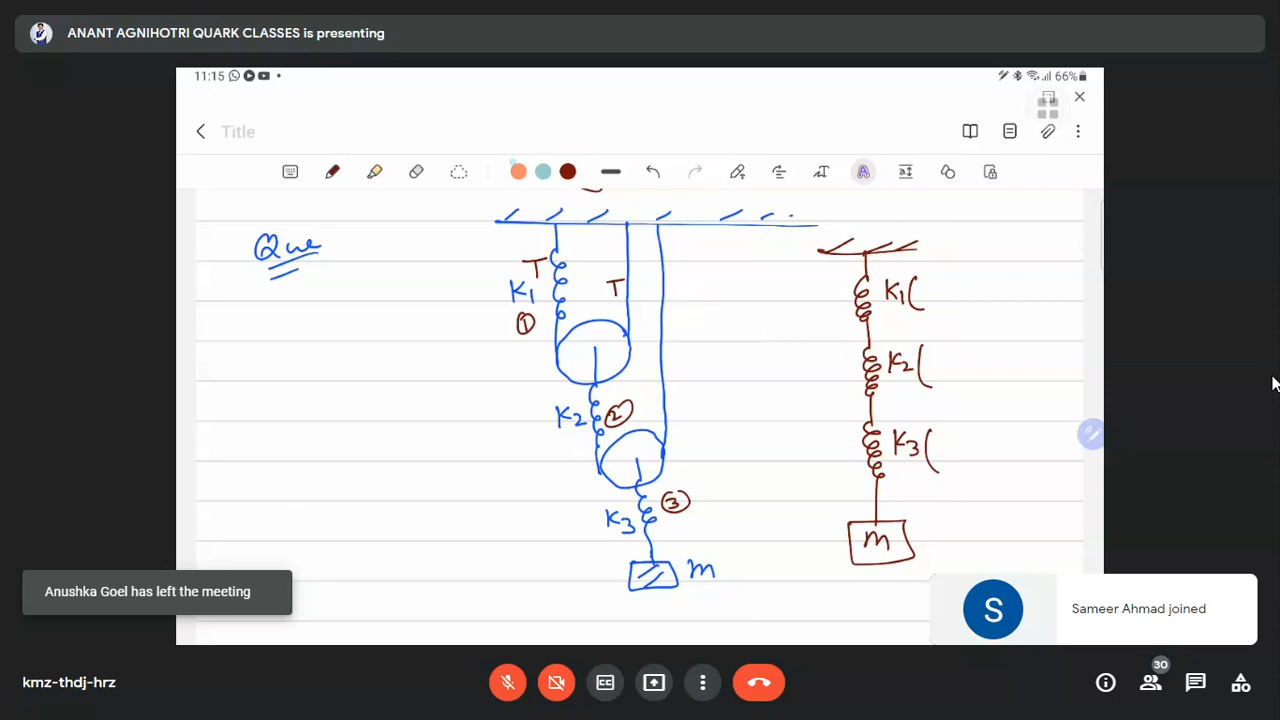 ANANT AGNIHOTRI QUARK CLASSES is presenting
11:15
66%
Title
A
Que
T
K1
T
①
K2
②
K3
③
m
K1(
K2(
K3(
m
Anushka Goel has left the meeting
S
Sameer Ahmad joined
kmz-thdj-hrz
CC
30